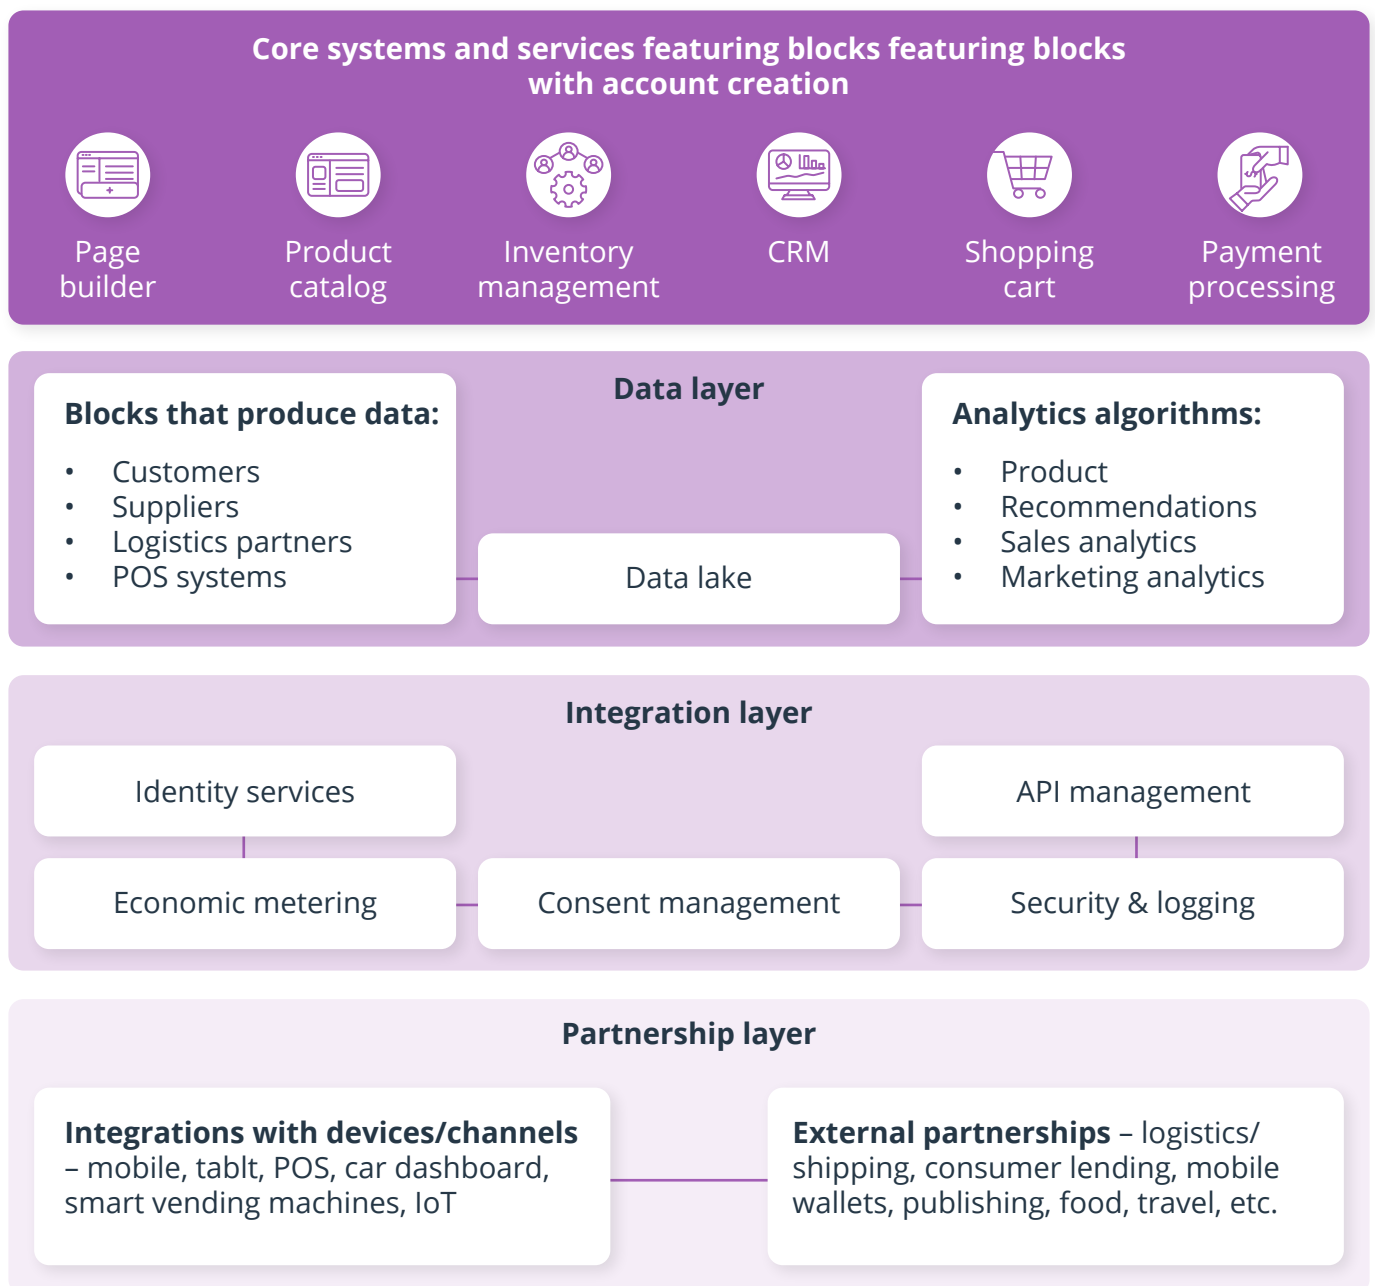 Core systems and services featuring blocks featuring blocks
with account creation
Page
builder
Product
catalog
Inventory
management
CRM
Shopping
cart
Payment
processing
Data layer
Blocks that produce data:
• Customers
• Suppliers
• Logistics partners
• POS systems
Data lake
Analytics algorithms:
• Product
• Recommendations
• Sales analytics
• Marketing analytics
Integration layer
Identity services
API management
Economic metering
Consent management
Security & logging
Partnership layer
Integrations with devices/channels
– mobile, tablt, POS, car dashboard,
smart vending machines, IoT
External partnerships – logistics/
shipping, consumer lending, mobile
wallets, publishing, food, travel, etc.